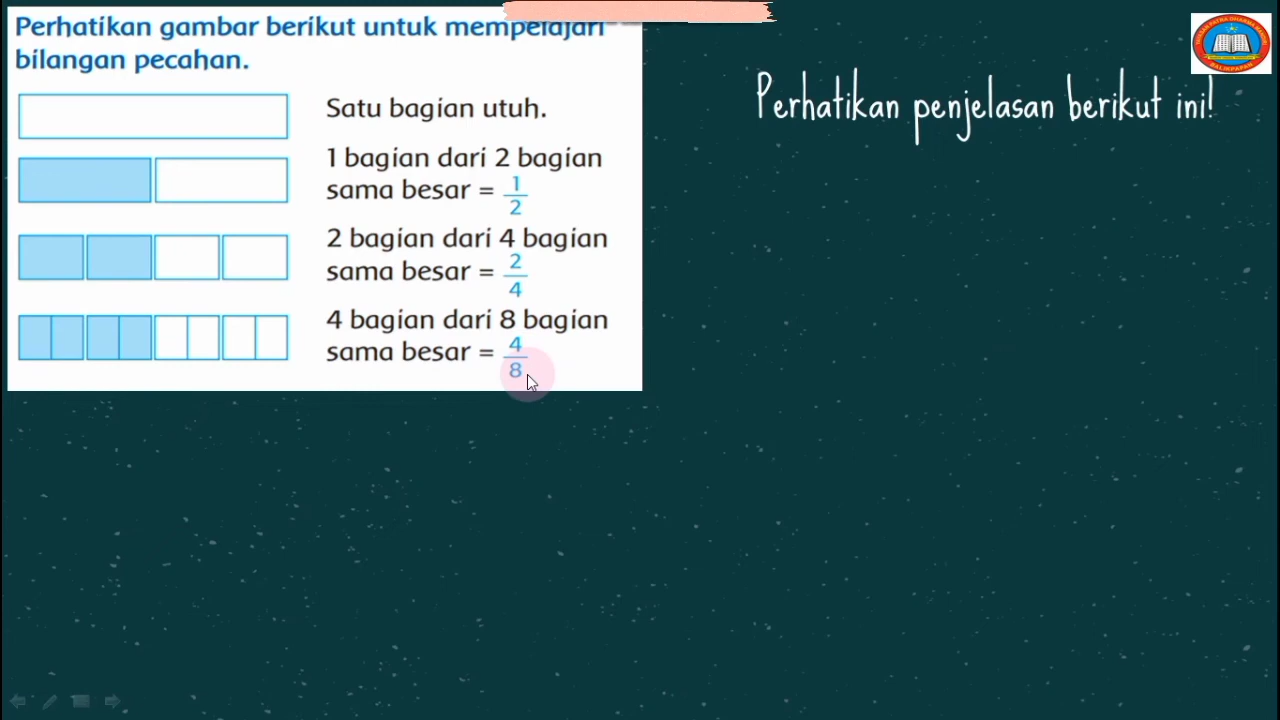 Perhatikan gambar berikut untuk mempelajari
bilangan pecahan.
Satu bagian utuh.
1 bagian dari 2 bagian
sama besar = 1/2
2 bagian dari 4 bagian
sama besar = 2/4
4 bagian dari 8 bagian
sama besar = 4/8
Perhatikan penjelasan berikut ini!